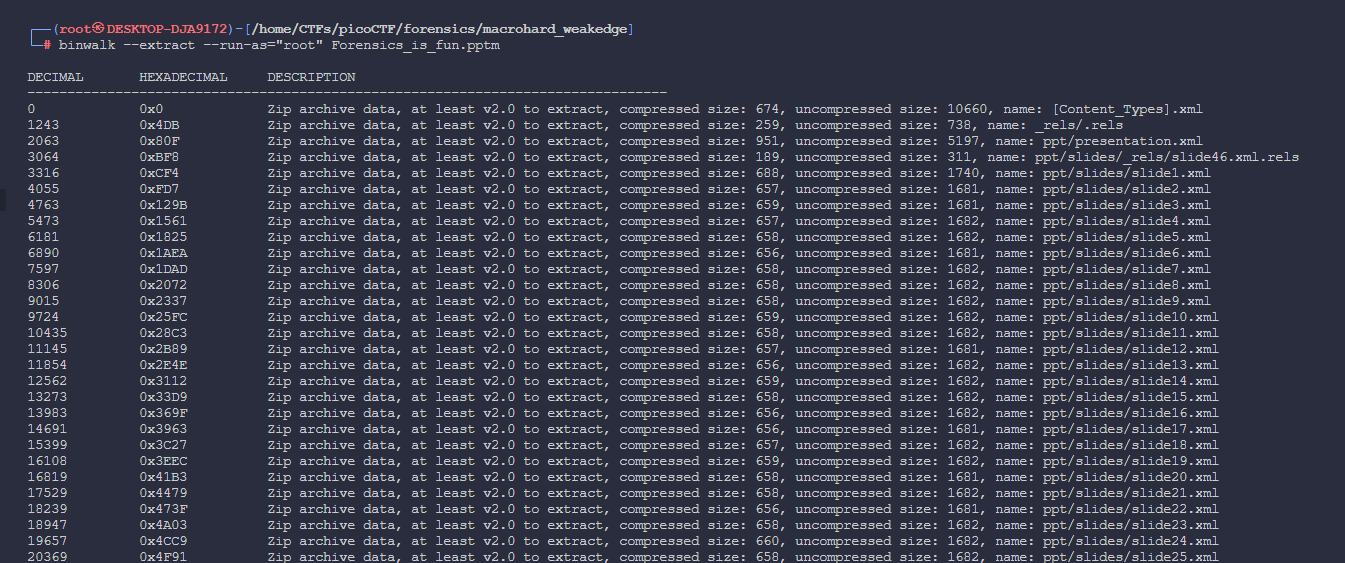 ┌──(root㉿DESKTOP-DJA9172)-[/home/CTFs/picoCTF/forensics/macrohard_weakedge]
└─# binwalk --extract --run-as="root" Forensics_is_fun.pptm
DECIMAL       HEXADECIMAL     DESCRIPTION
--------------------------------------------------------------------------------
0             0x0             Zip archive data, at least v2.0 to extract, compressed size: 674, uncompressed size: 10660, name: [Content_Types].xml
1243          0x4DB           Zip archive data, at least v2.0 to extract, compressed size: 259, uncompressed size: 738, name: _rels/.rels
2063          0x80F           Zip archive data, at least v2.0 to extract, compressed size: 951, uncompressed size: 5197, name: ppt/presentation.xml
3064          0xBF8           Zip archive data, at least v2.0 to extract, compressed size: 189, uncompressed size: 311, name: ppt/slides/_rels/slide46.xml.rels
3316          0xCF4           Zip archive data, at least v2.0 to extract, compressed size: 688, uncompressed size: 1740, name: ppt/slides/slide1.xml
4055          0xFD7           Zip archive data, at least v2.0 to extract, compressed size: 657, uncompressed size: 1681, name: ppt/slides/slide2.xml
4763          0x129B          Zip archive data, at least v2.0 to extract, compressed size: 659, uncompressed size: 1681, name: ppt/slides/slide3.xml
5473          0x1561          Zip archive data, at least v2.0 to extract, compressed size: 657, uncompressed size: 1682, name: ppt/slides/slide4.xml
6181          0x1825          Zip archive data, at least v2.0 to extract, compressed size: 658, uncompressed size: 1682, name: ppt/slides/slide5.xml
6890          0x1AEA          Zip archive data, at least v2.0 to extract, compressed size: 656, uncompressed size: 1681, name: ppt/slides/slide6.xml
7597          0x1DAD          Zip archive data, at least v2.0 to extract, compressed size: 658, uncompressed size: 1682, name: ppt/slides/slide7.xml
8306          0x2072          Zip archive data, at least v2.0 to extract, compressed size: 658, uncompressed size: 1682, name: ppt/slides/slide8.xml
9015          0x2337          Zip archive data, at least v2.0 to extract, compressed size: 658, uncompressed size: 1682, name: ppt/slides/slide9.xml
9724          0x25FC          Zip archive data, at least v2.0 to extract, compressed size: 659, uncompressed size: 1682, name: ppt/slides/slide10.xml
10435         0x28C3          Zip archive data, at least v2.0 to extract, compressed size: 658, uncompressed size: 1682, name: ppt/slides/slide11.xml
11145         0x2B89          Zip archive data, at least v2.0 to extract, compressed size: 657, uncompressed size: 1681, name: ppt/slides/slide12.xml
11854         0x2E4E          Zip archive data, at least v2.0 to extract, compressed size: 656, uncompressed size: 1682, name: ppt/slides/slide13.xml
12562         0x3112          Zip archive data, at least v2.0 to extract, compressed size: 659, uncompressed size: 1682, name: ppt/slides/slide14.xml
13273         0x33D9          Zip archive data, at least v2.0 to extract, compressed size: 658, uncompressed size: 1682, name: ppt/slides/slide15.xml
13983         0x369F          Zip archive data, at least v2.0 to extract, compressed size: 656, uncompressed size: 1682, name: ppt/slides/slide16.xml
14691         0x3963          Zip archive data, at least v2.0 to extract, compressed size: 656, uncompressed size: 1681, name: ppt/slides/slide17.xml
15399         0x3C27          Zip archive data, at least v2.0 to extract, compressed size: 657, uncompressed size: 1682, name: ppt/slides/slide18.xml
16108         0x3EEC          Zip archive data, at least v2.0 to extract, compressed size: 659, uncompressed size: 1682, name: ppt/slides/slide19.xml
16819         0x41B3          Zip archive data, at least v2.0 to extract, compressed size: 658, uncompressed size: 1681, name: ppt/slides/slide20.xml
17529         0x4479          Zip archive data, at least v2.0 to extract, compressed size: 658, uncompressed size: 1682, name: ppt/slides/slide21.xml
18239         0x473F          Zip archive data, at least v2.0 to extract, compressed size: 656, uncompressed size: 1681, name: ppt/slides/slide22.xml
18947         0x4A03          Zip archive data, at least v2.0 to extract, compressed size: 658, uncompressed size: 1682, name: ppt/slides/slide23.xml
19657         0x4CC9          Zip archive data, at least v2.0 to extract, compressed size: 660, uncompressed size: 1682, name: ppt/slides/slide24.xml
20369         0x4F91          Zip archive data, at least v2.0 to extract, compressed size: 658, uncompressed size: 1682, name: ppt/slides/slide25.xml